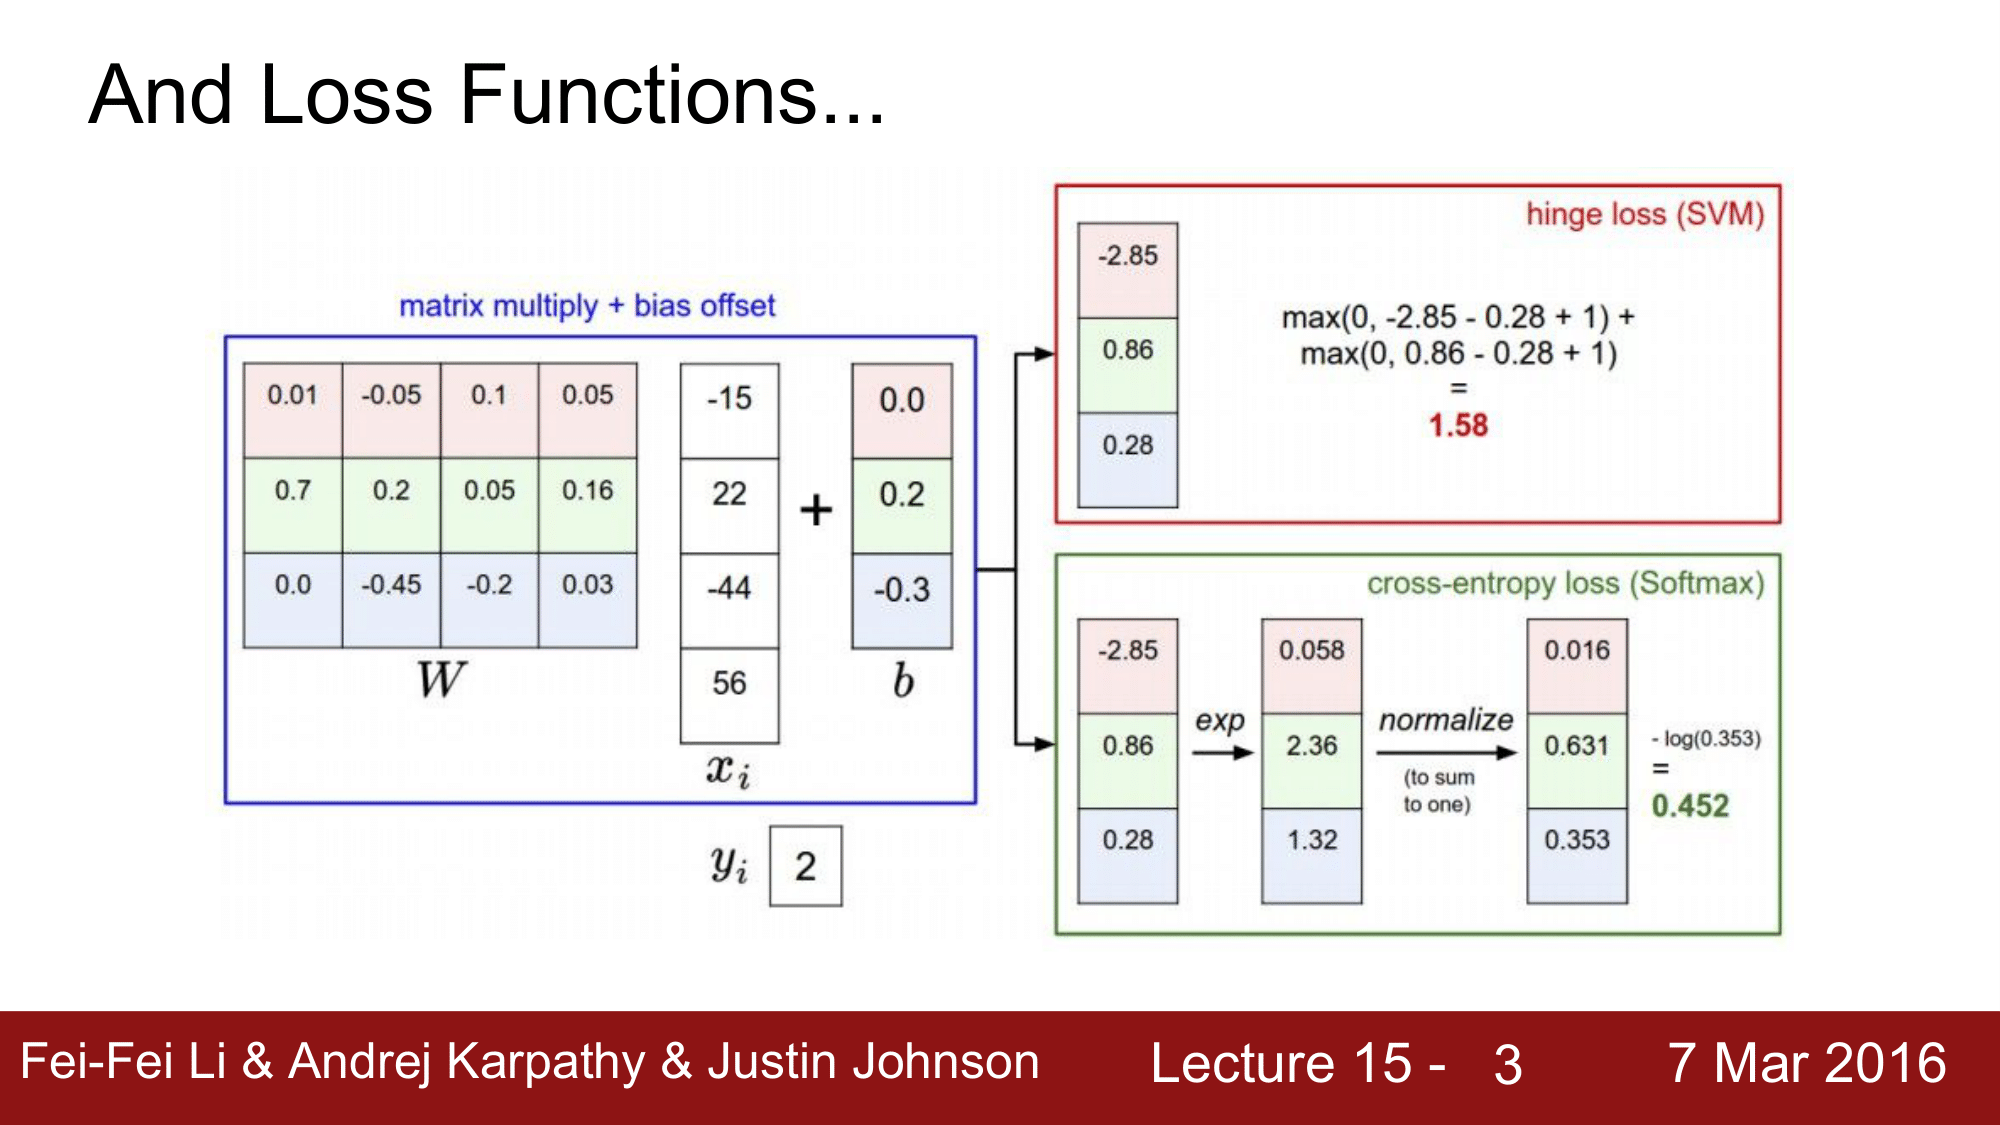 And Loss Functions...
matrix multiply + bias offset
0.01 -0.05 0.1 0.05
0.7 0.2 0.05 0.16
0.0 -0.45 -0.2 0.03
W
-15
22
-44
56
x_i
+
0.0
0.2
-0.3
b
y_i 2
hinge loss (SVM)
-2.85
0.86
0.28
max(0, -2.85 - 0.28 + 1) +
max(0, 0.86 - 0.28 + 1)
=
1.58
cross-entropy loss (Softmax)
-2.85
0.86
0.28
exp
0.058
2.36
1.32
normalize
(to sum
to one)
0.016
0.631
0.353
- log(0.353)
=
0.452
Fei-Fei Li & Andrej Karpathy & Justin Johnson Lecture 15 - 3 7 Mar 2016